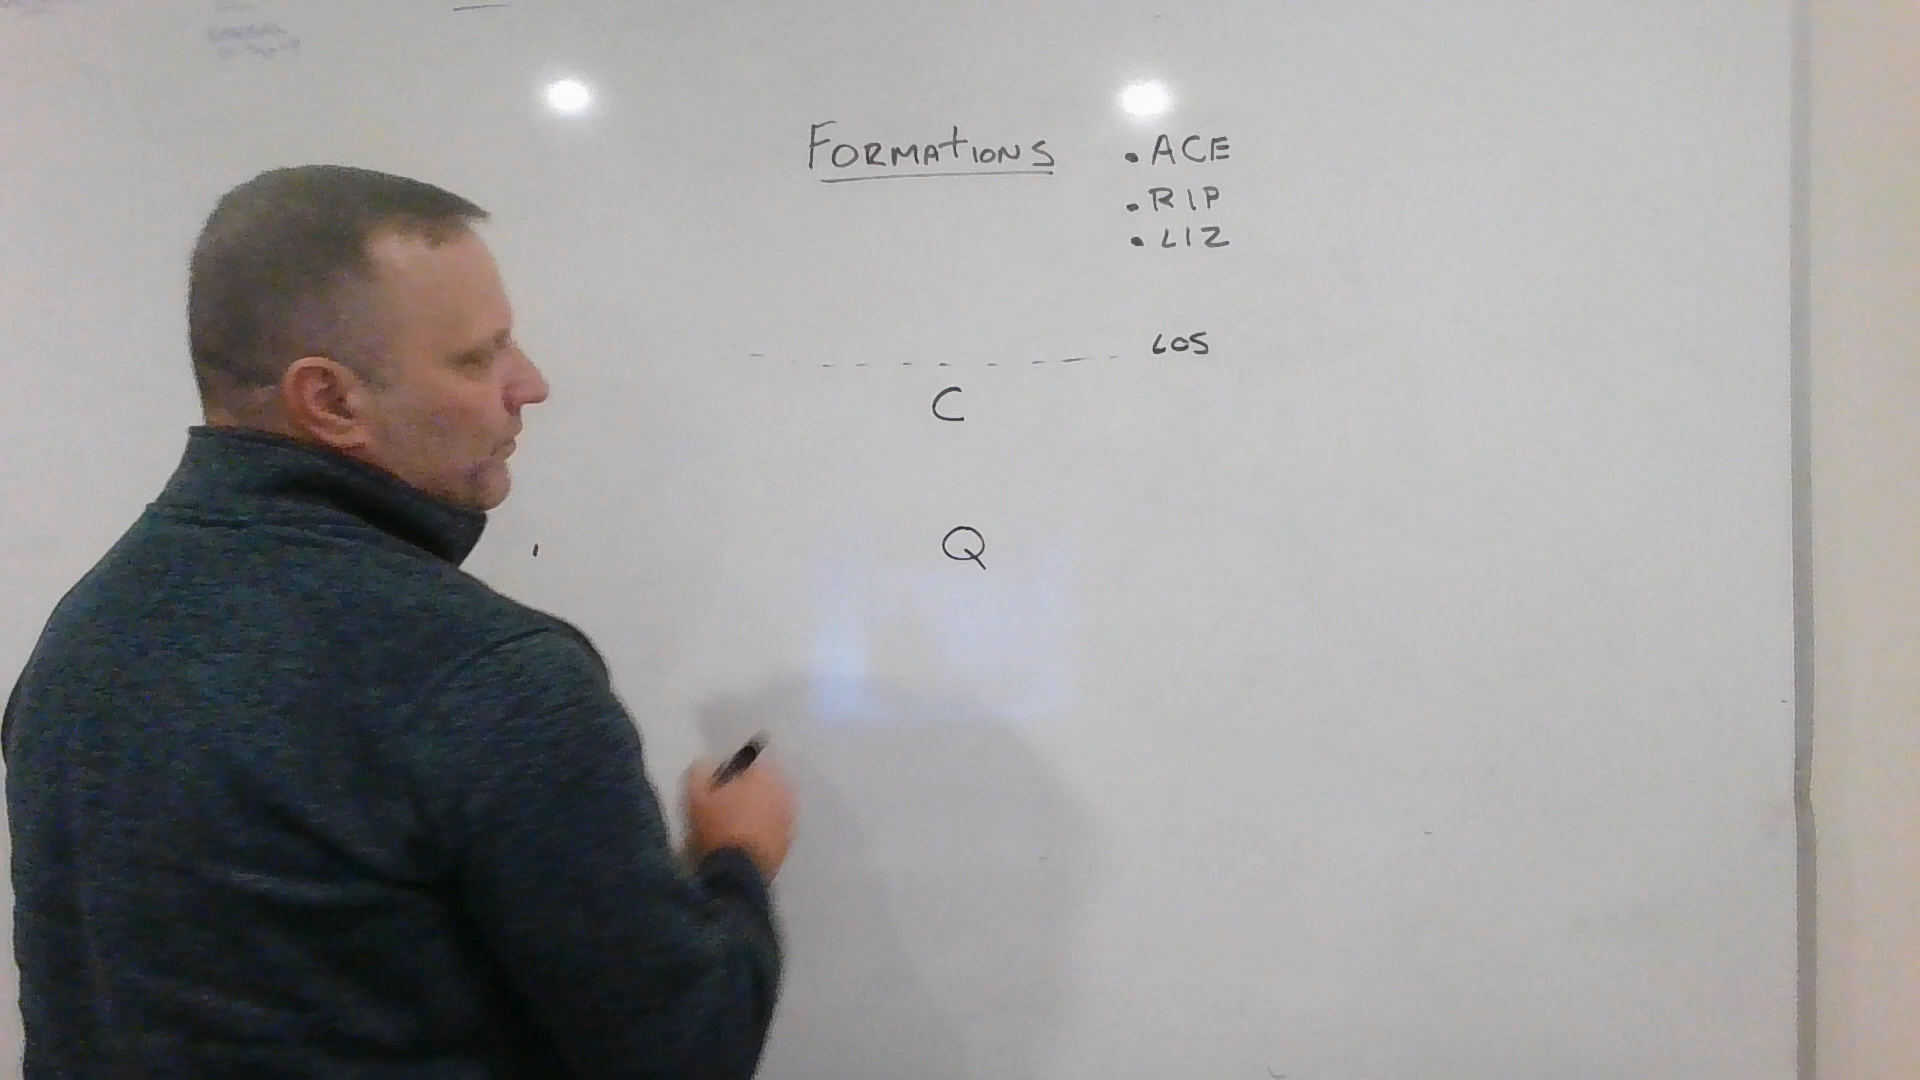 FORMATIONS
• ACE
• RIP
• LIZ
LOS
C
Q